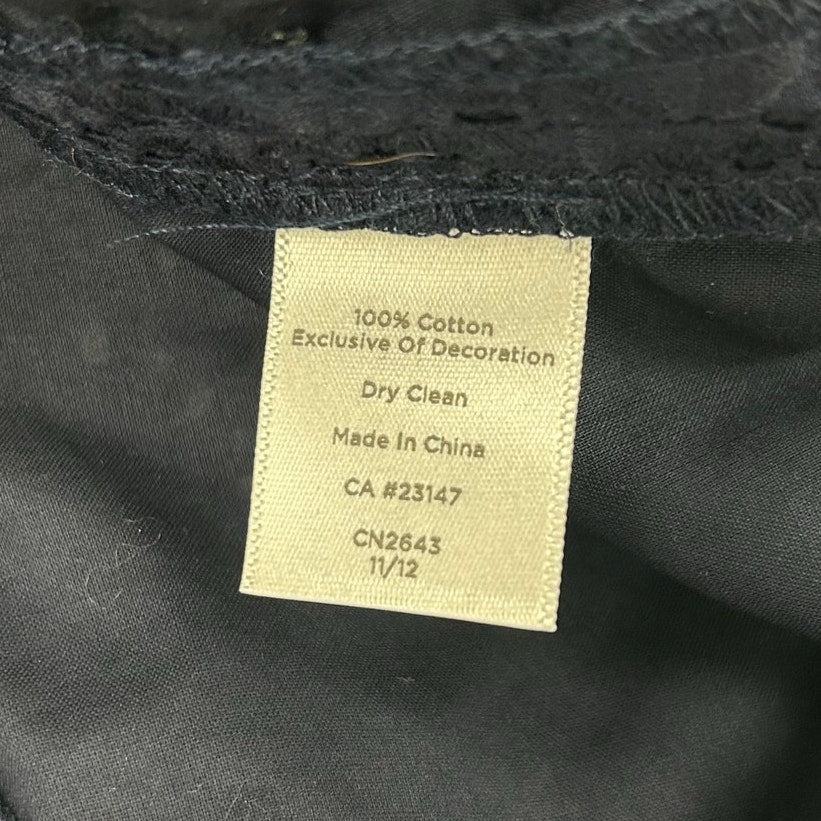 100% Cotton
Exclusive Of Decoration
Dry Clean
Made In China
CA #23147
CN2643
11/12